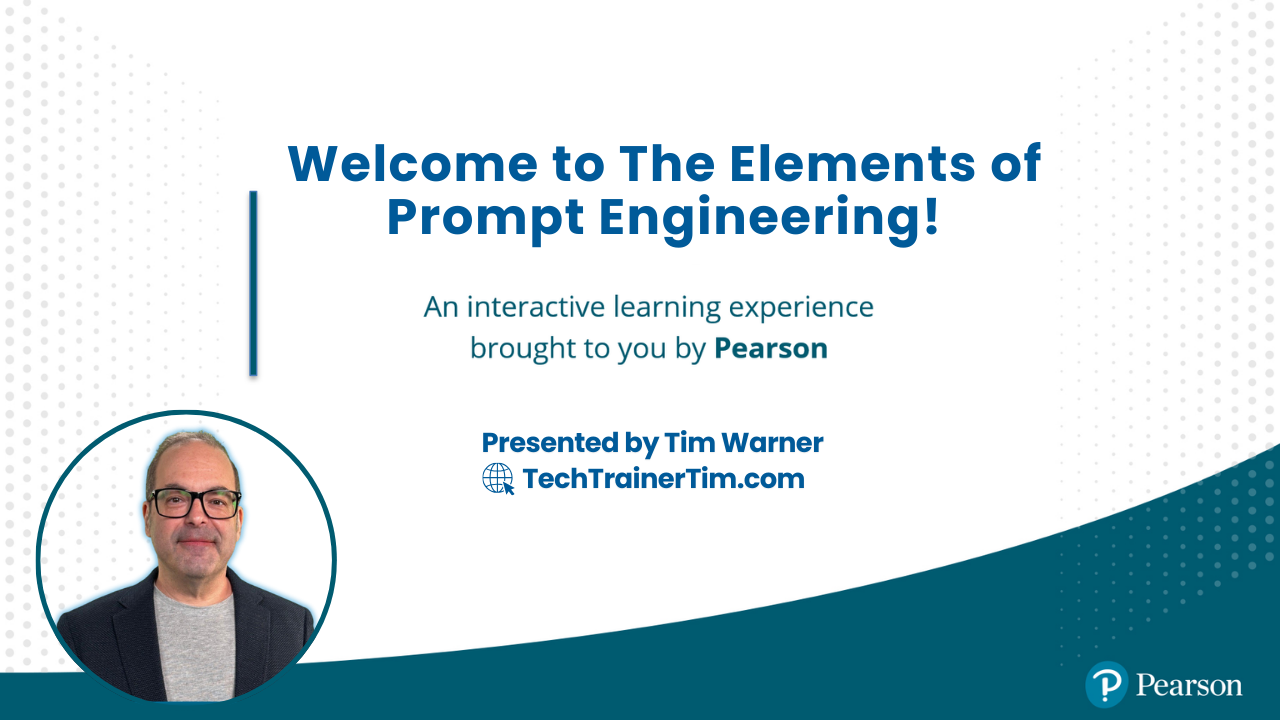 Welcome to The Elements of
Prompt Engineering!
An interactive learning experience
brought to you by Pearson
Presented by Tim Warner
TechTrainerTim.com
Pearson